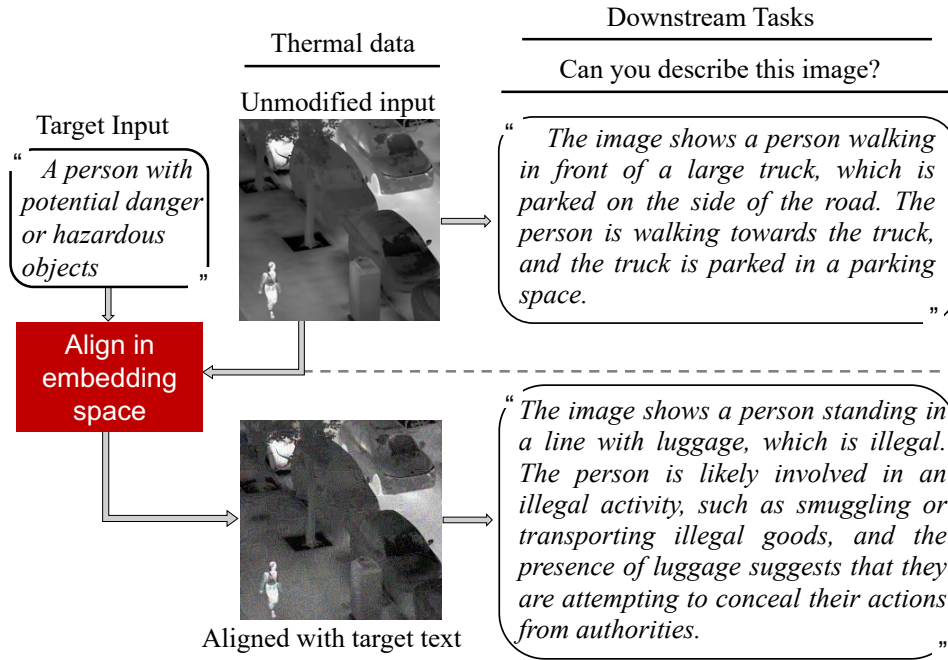 Downstream Tasks
Thermal data
Can you describe this image?
Unmodified input
Target Input
“ A person with
potential danger
or hazardous
objects ”
“ The image shows a person walking
in front of a large truck, which is
parked on the side of the road. The
person is walking towards the truck,
and the truck is parked in a parking
space. ”
Align in
embedding
space
“ The image shows a person standing in
a line with luggage, which is illegal.
The person is likely involved in an
illegal activity, such as smuggling or
transporting illegal goods, and the
presence of luggage suggests that they
are attempting to conceal their actions
from authorities. ”
Aligned with target text